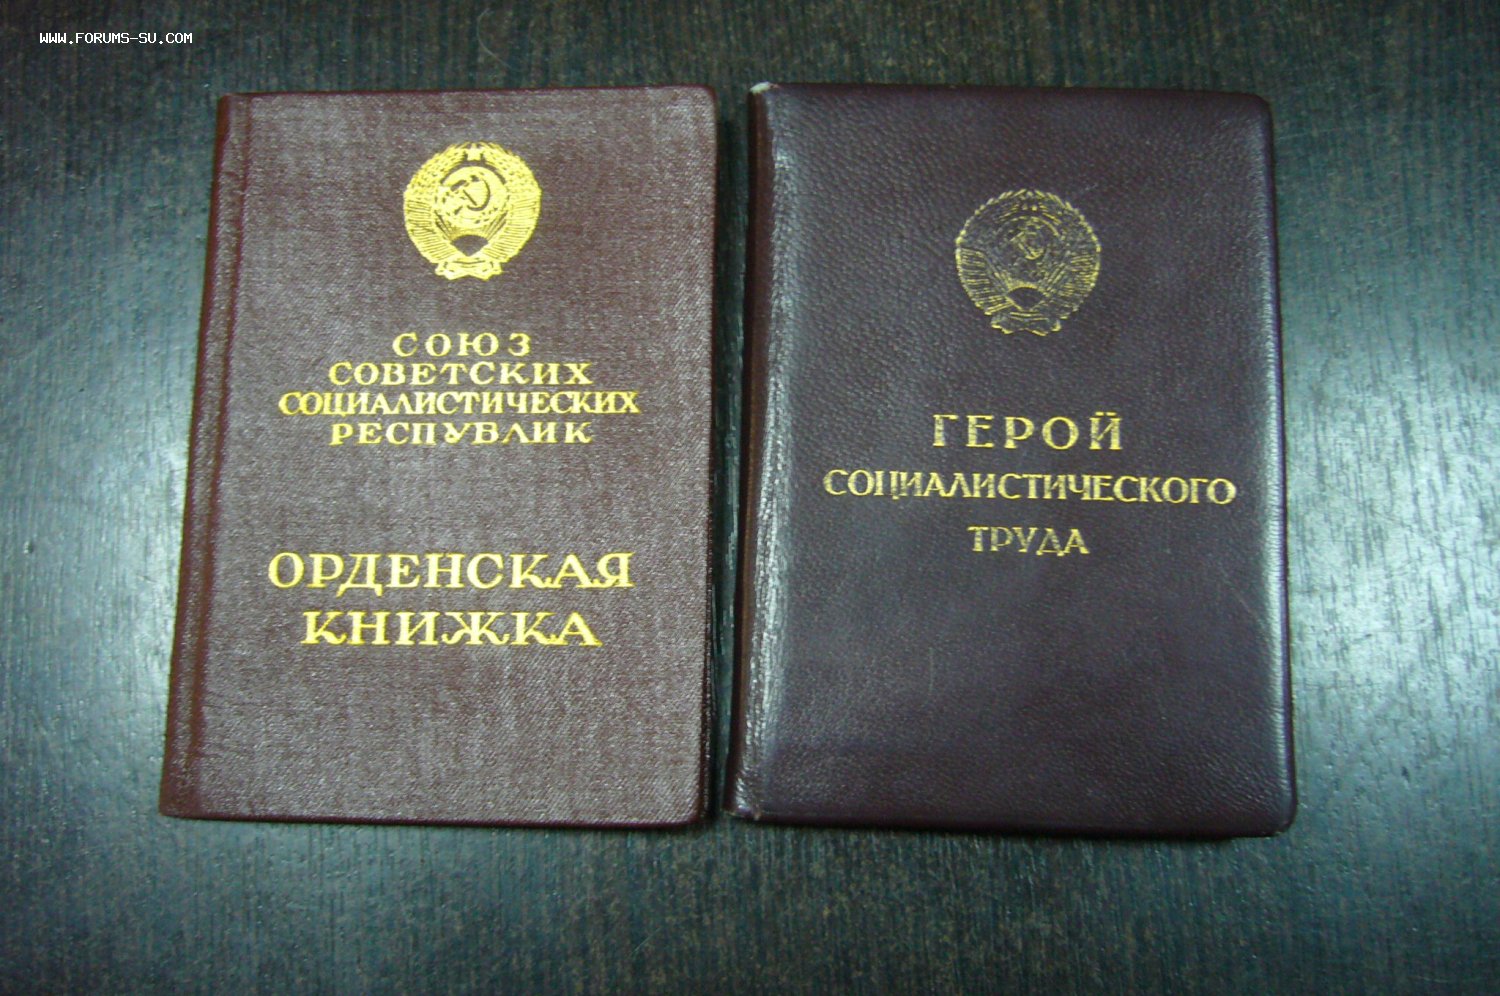 WWW.FORUMS-SU.COM
СОЮЗ
СОВЕТСКИХ
СОЦИАЛИСТИЧЕСКИХ
РЕСПУБЛИК
ОРДЕНСКАЯ
КНИЖКА
ГЕРОЙ
СОЦИАЛИСТИЧЕСКОГО
ТРУДА